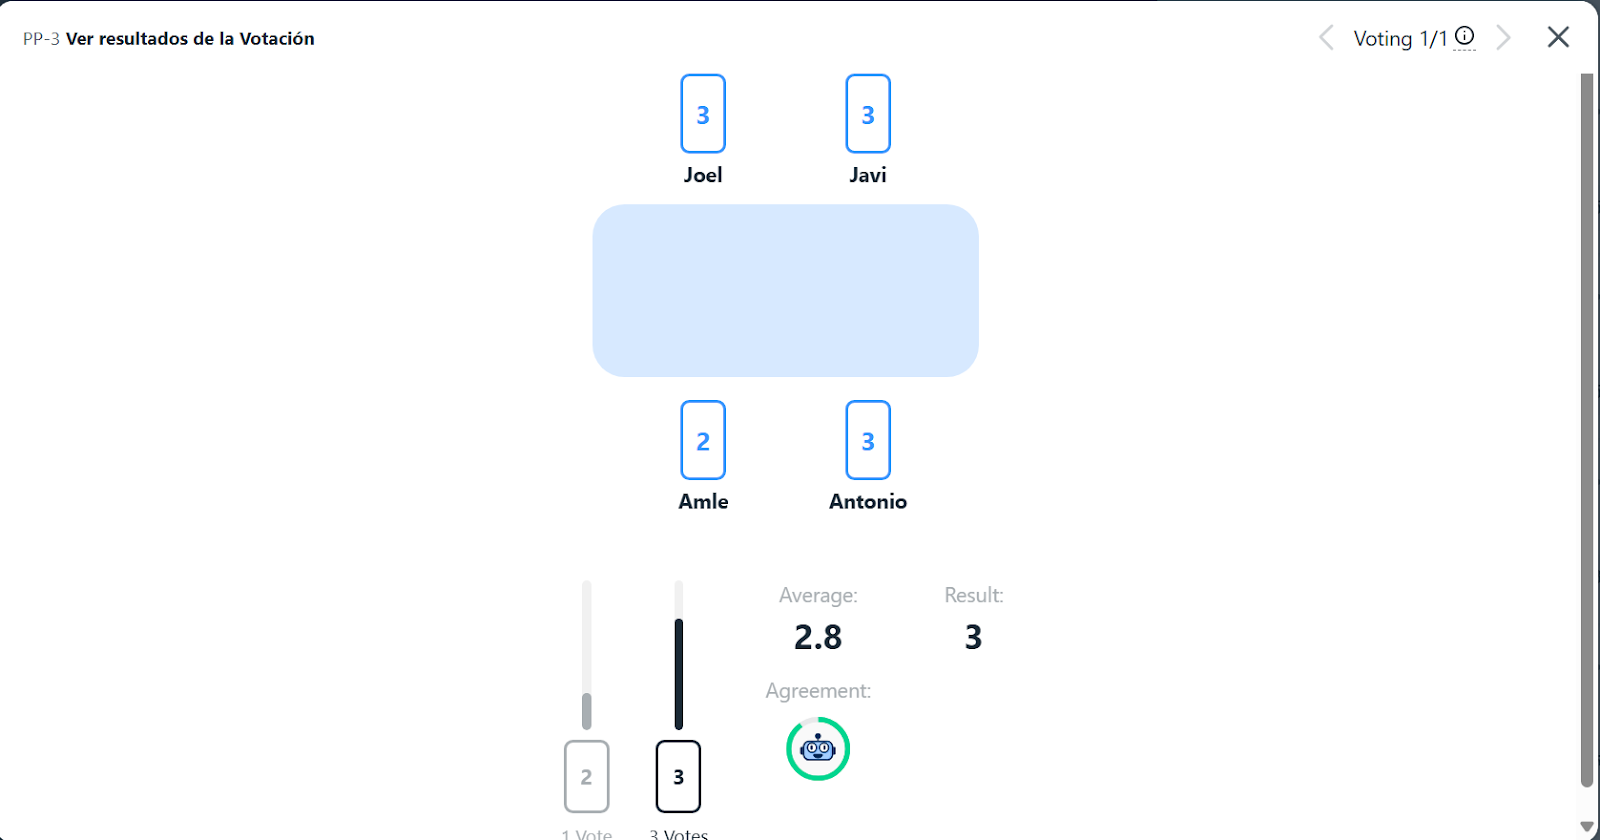 PP-3 Ver resultados de la Votación
Voting 1/1
3
3
Joel
Javi
2
3
Amle
Antonio
Average:
Result:
2.8
3
Agreement:
2
3
1 Vote
3 Votes